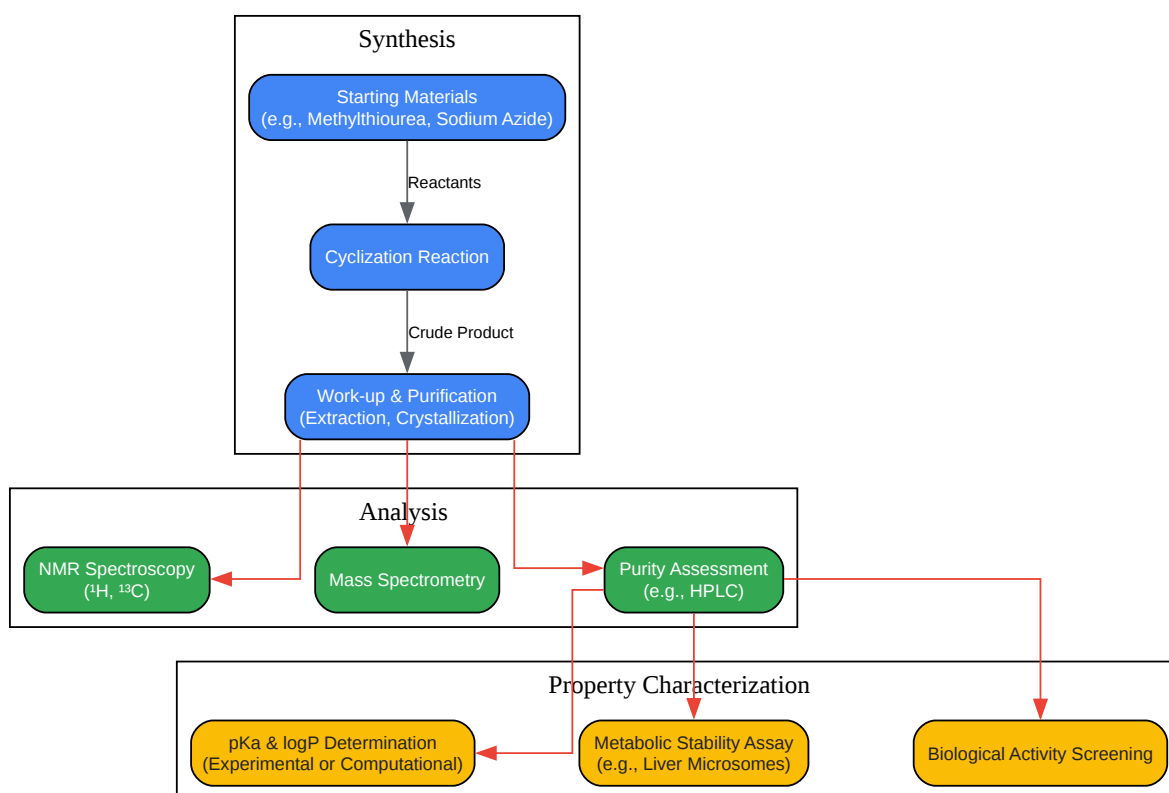 Synthesis
Starting Materials
(e.g., Methylthiourea, Sodium Azide)
Reactants
Cyclization Reaction
Crude Product
Work-up & Purification
(Extraction, Crystallization)
Analysis
NMR Spectroscopy
(¹H, ¹³C)
Mass Spectrometry
Purity Assessment
(e.g., HPLC)
Property Characterization
pKa & logP Determination
(Experimental or Computational)
Metabolic Stability Assay
(e.g., Liver Microsomes)
Biological Activity Screening